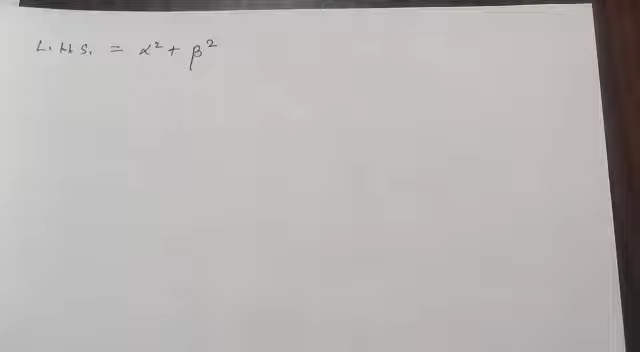 L.H.S. = α² + β²